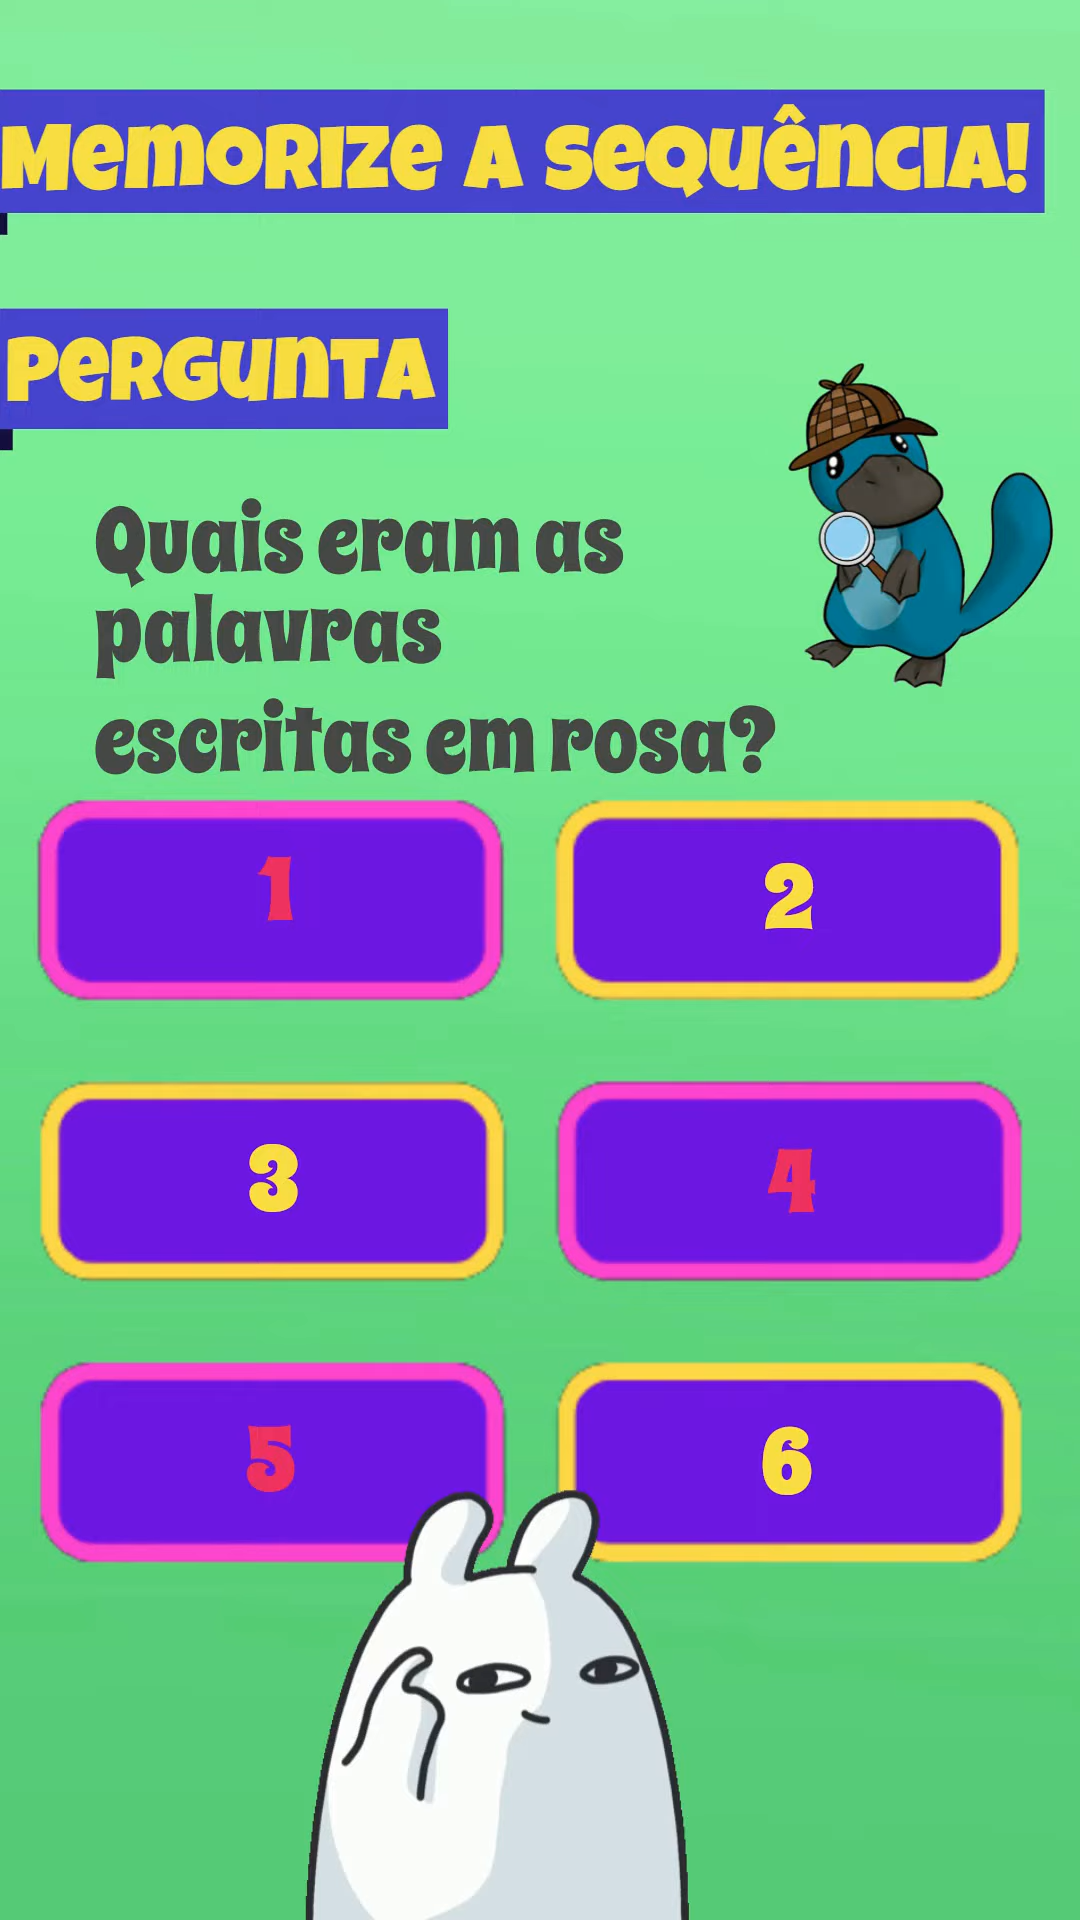 Memorize a sequência!
Pergunta
Quais eram as
palavras
escritas em rosa?
1
2
3
4
5
6